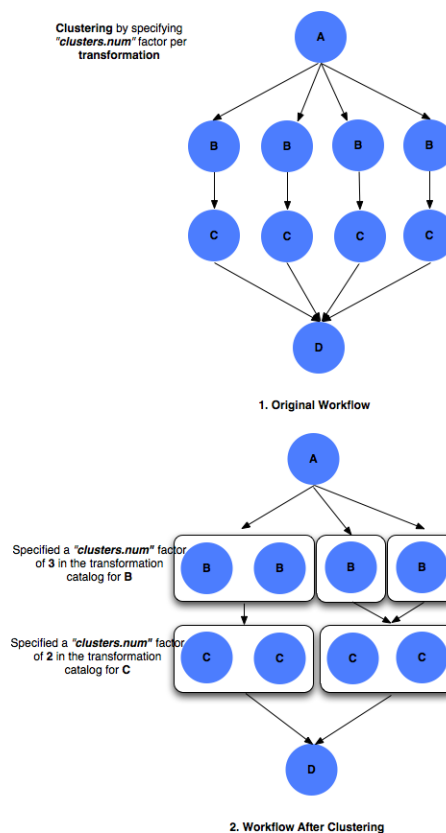 Clustering by specifying
"clusters.num" factor per
transformation
A
B B B B
C C C C
D
1. Original Workflow
A
Specified a "clusters.num" factor
of 3 in the transformation
catalog for B
B B B B
Specified a "clusters.num" factor
of 2 in the transformation
catalog for C
C C C C
D
2. Workflow After Clustering